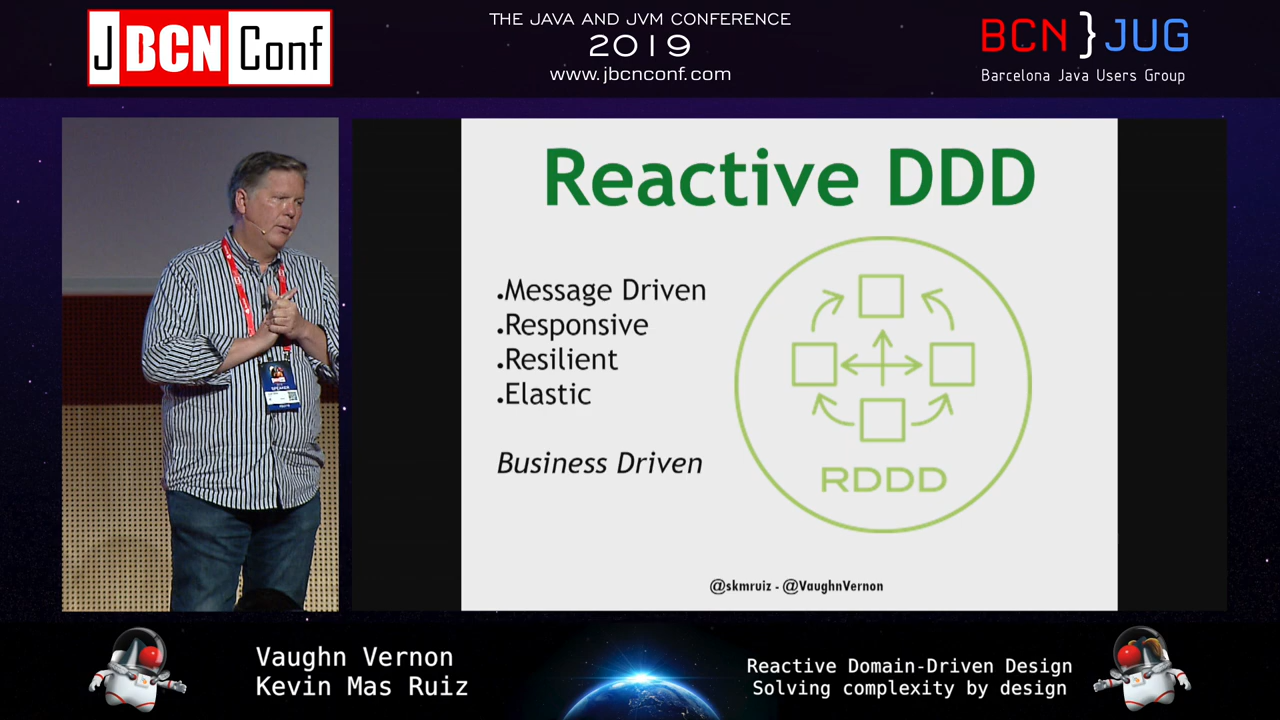 JBCNConf
THE JAVA AND JVM CONFERENCE
2019
www.jbcnconf.com
BCN}JUG
Barcelona Java Users Group
Reactive DDD
.Message Driven
.Responsive
.Resilient
.Elastic
Business Driven
RDDD
@skmruiz - @VaughnVernon
SPEAKER
Vaughn Vernon
Kevin Mas Ruiz
Reactive Domain-Driven Design
Solving complexity by design